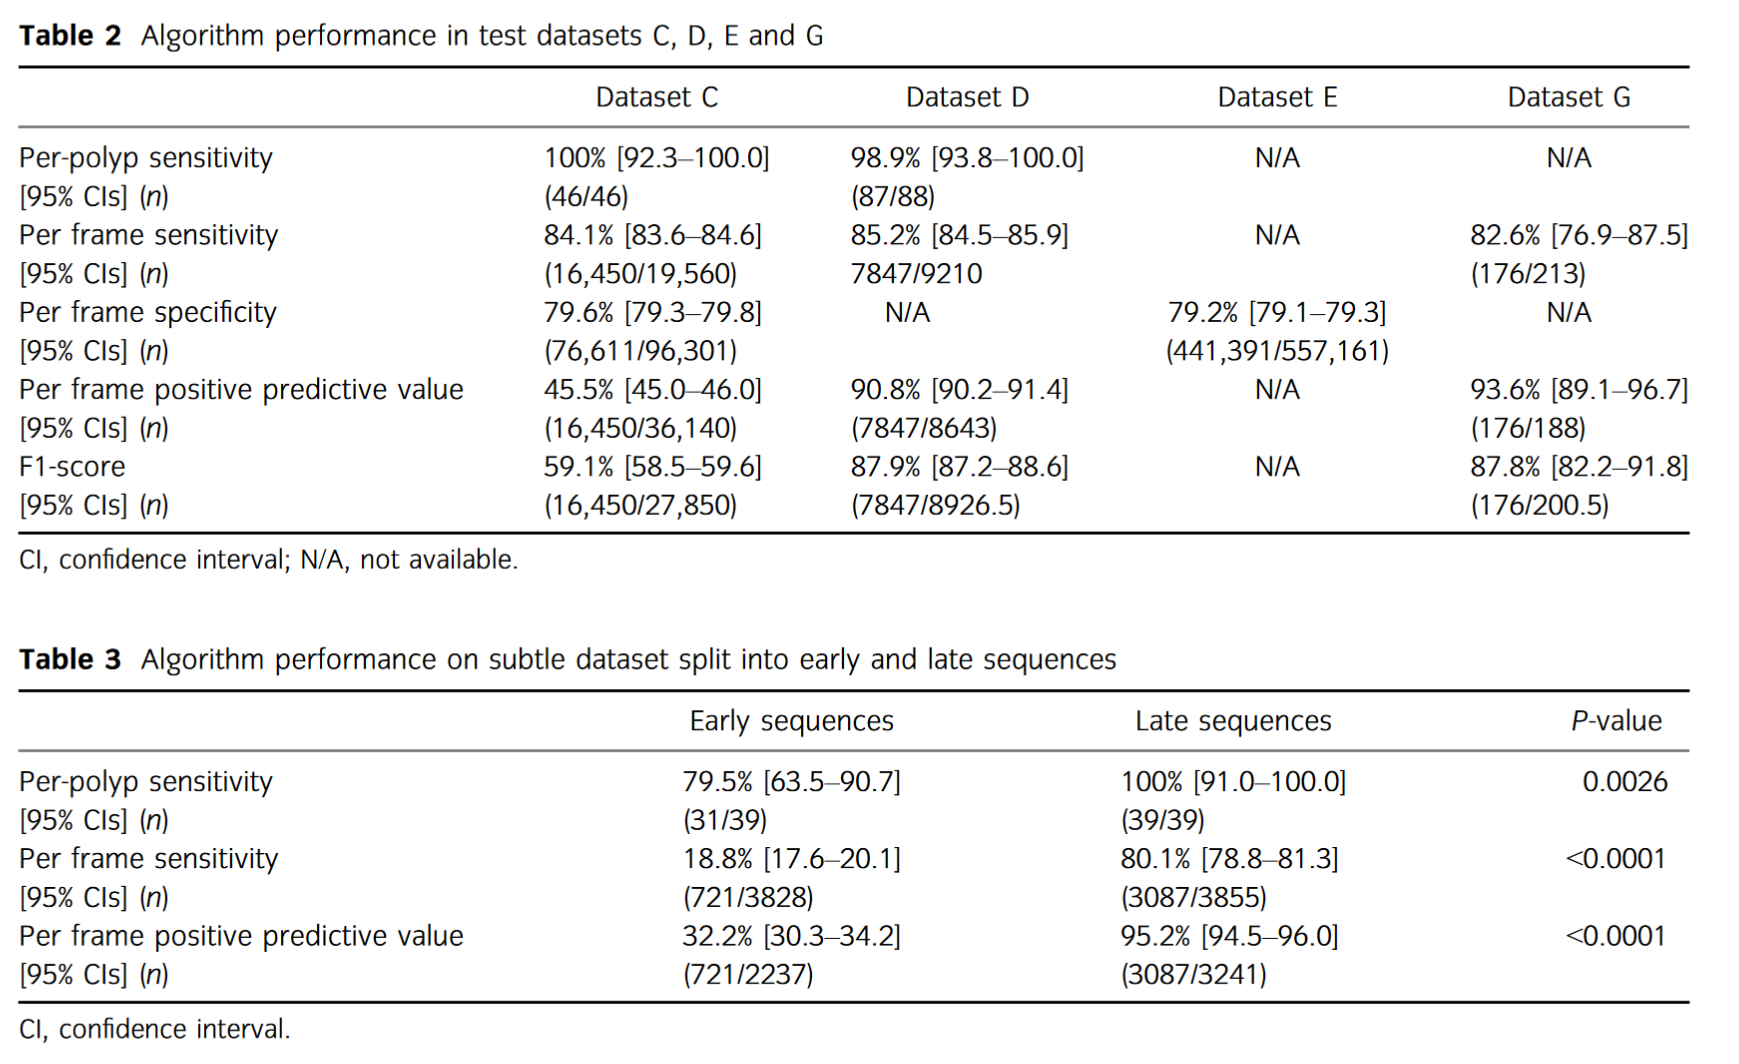 Table 2 Algorithm performance in test datasets C, D, E and G
Dataset C Dataset D Dataset E Dataset G
Per-polyp sensitivity 100% [92.3–100.0] 98.9% [93.8–100.0] N/A N/A
[95% CIs] (n) (46/46) (87/88)
Per frame sensitivity 84.1% [83.6–84.6] 85.2% [84.5–85.9] N/A 82.6% [76.9–87.5]
[95% CIs] (n) (16,450/19,560) 7847/9210 (176/213)
Per frame specificity 79.6% [79.3–79.8] N/A 79.2% [79.1–79.3] N/A
[95% CIs] (n) (76,611/96,301) (441,391/557,161)
Per frame positive predictive value 45.5% [45.0–46.0] 90.8% [90.2–91.4] N/A 93.6% [89.1–96.7]
[95% CIs] (n) (16,450/36,140) (7847/8643) (176/188)
F1-score 59.1% [58.5–59.6] 87.9% [87.2–88.6] N/A 87.8% [82.2–91.8]
[95% CIs] (n) (16,450/27,850) (7847/8926.5) (176/200.5)
CI, confidence interval; N/A, not available.
Table 3 Algorithm performance on subtle dataset split into early and late sequences
Early sequences Late sequences P-value
Per-polyp sensitivity 79.5% [63.5–90.7] 100% [91.0–100.0] 0.0026
[95% CIs] (n) (31/39) (39/39)
Per frame sensitivity 18.8% [17.6–20.1] 80.1% [78.8–81.3] <0.0001
[95% CIs] (n) (721/3828) (3087/3855)
Per frame positive predictive value 32.2% [30.3–34.2] 95.2% [94.5–96.0] <0.0001
[95% CIs] (n) (721/2237) (3087/3241)
CI, confidence interval.